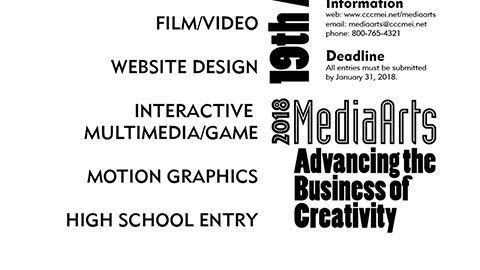 FILM/VIDEO
WEBSITE DESIGN
INTERACTIVE
MULTIMEDIA/GAME
MOTION GRAPHICS
HIGH SCHOOL ENTRY
19th
Information
web: www.cccmei.net/mediaarts
email: mediaarts@cccmei.net
phone: 800-765-4321
Deadline
All entries must be submitted
by January 31, 2018.
2018
MediaArts
Advancing the
Business of
Creativity